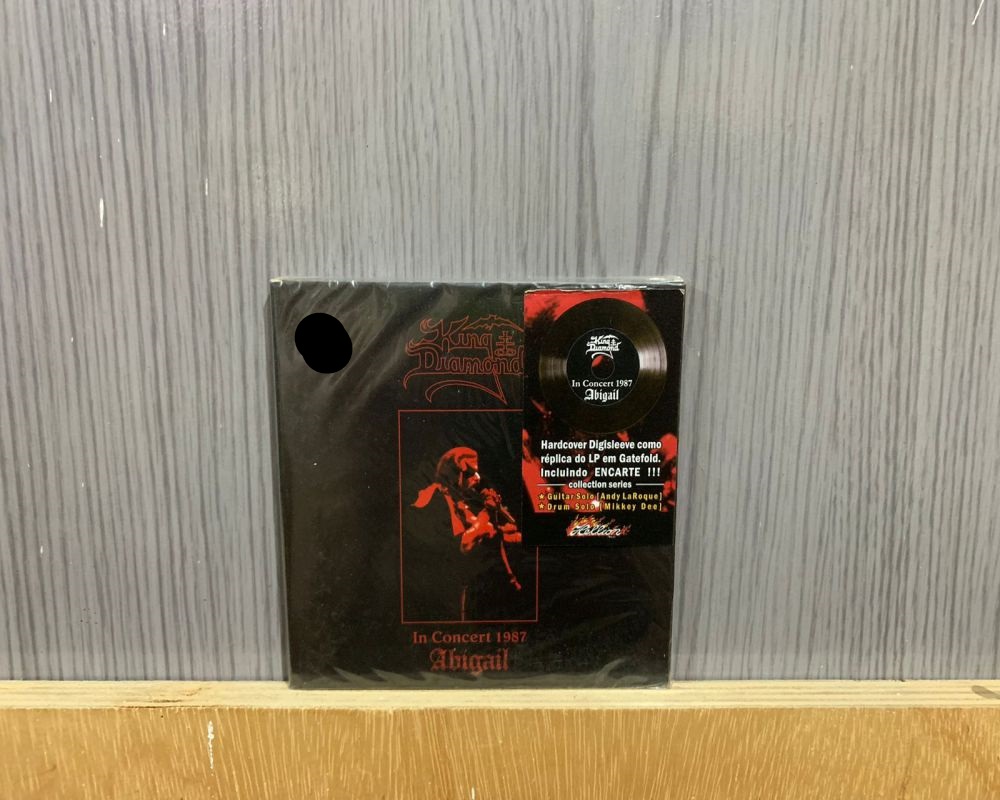 King
Diamond
In Concert 1987
Abigail
King
Diamond
In Concert 1987
Abigail
Hardcover Digisleeve como
réplica do LP em Gatefold.
Incluindo ENCARTE !!!
collection series
★ Guitar Solo [Andy LaRoque]
★ Drum Solo [Mikkey Dee]
Hellion